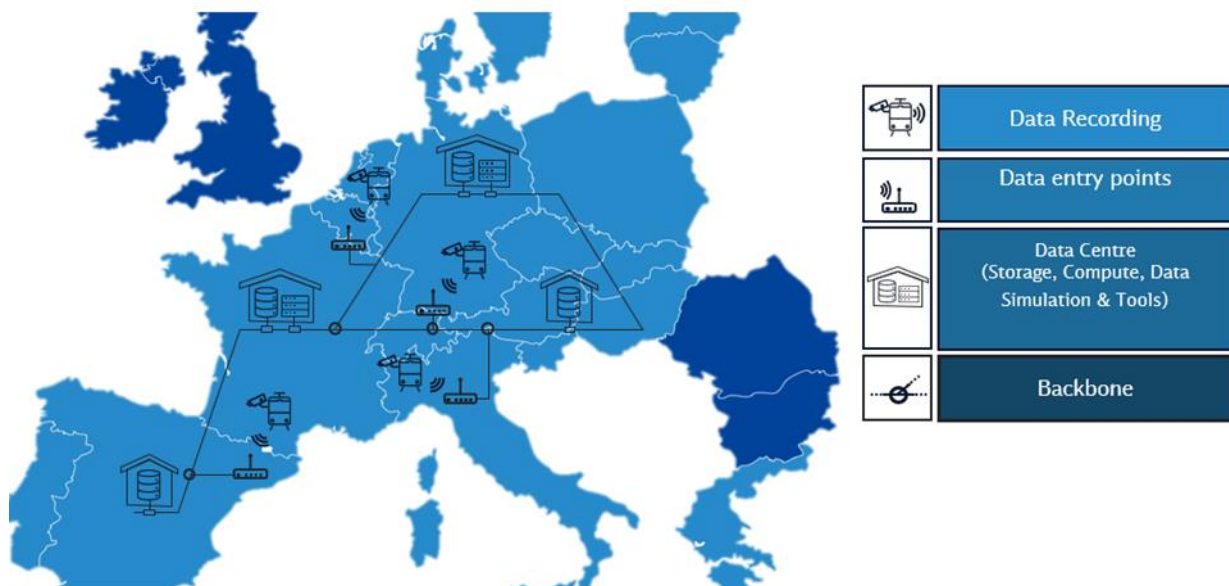 Data Recording
Data entry points
Data Centre
(Storage, Compute, Data
Simulation & Tools)
Backbone